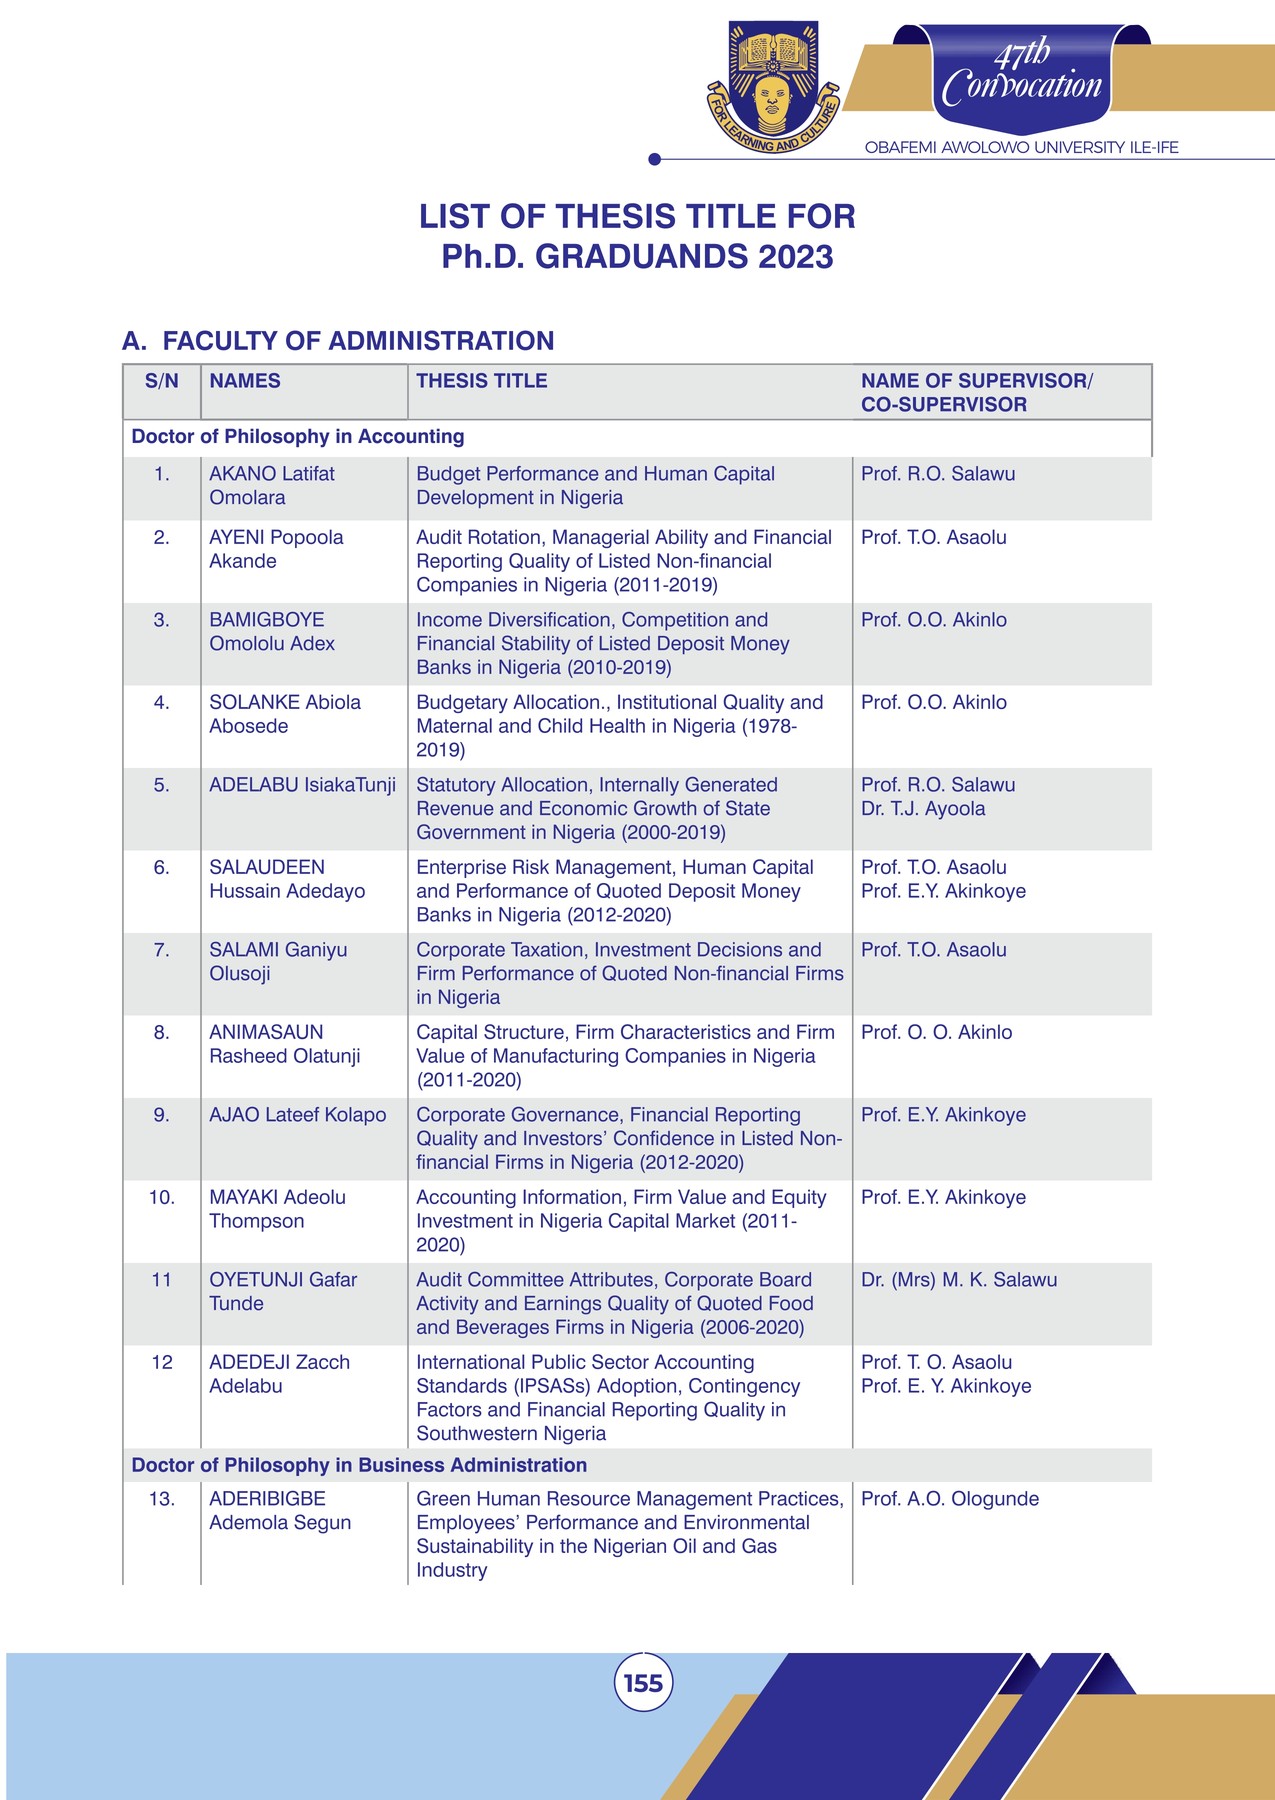 FOR LEARNING AND CULTURE
47th
Convocation
OBAFEMI AWOLOWO UNIVERSITY ILE-IFE
LIST OF THESIS TITLE FOR
Ph.D. GRADUANDS 2023
A. FACULTY OF ADMINISTRATION
S/N NAMES THESIS TITLE NAME OF SUPERVISOR/
CO-SUPERVISOR
Doctor of Philosophy in Accounting
1. AKANO Latifat Budget Performance and Human Capital Prof. R.O. Salawu
Omolara Development in Nigeria
2. AYENI Popoola Audit Rotation, Managerial Ability and Financial Prof. T.O. Asaolu
Akande Reporting Quality of Listed Non-financial
Companies in Nigeria (2011-2019)
3. BAMIGBOYE Income Diversification, Competition and Prof. O.O. Akinlo
Omololu Adex Financial Stability of Listed Deposit Money
Banks in Nigeria (2010-2019)
4. SOLANKE Abiola Budgetary Allocation., Institutional Quality and Prof. O.O. Akinlo
Abosede Maternal and Child Health in Nigeria (1978-
2019)
5. ADELABU IsiakaTunji Statutory Allocation, Internally Generated Prof. R.O. Salawu
Revenue and Economic Growth of State Dr. T.J. Ayoola
Government in Nigeria (2000-2019)
6. SALAUDEEN Enterprise Risk Management, Human Capital Prof. T.O. Asaolu
Hussain Adedayo and Performance of Quoted Deposit Money Prof. E.Y. Akinkoye
Banks in Nigeria (2012-2020)
7. SALAMI Ganiyu Corporate Taxation, Investment Decisions and Prof. T.O. Asaolu
Olusoji Firm Performance of Quoted Non-financial Firms
in Nigeria
8. ANIMASAUN Capital Structure, Firm Characteristics and Firm Prof. O. O. Akinlo
Rasheed Olatunji Value of Manufacturing Companies in Nigeria
(2011-2020)
9. AJAO Lateef Kolapo Corporate Governance, Financial Reporting Prof. E.Y. Akinkoye
Quality and Investors’ Confidence in Listed Non-
financial Firms in Nigeria (2012-2020)
10. MAYAKI Adeolu Accounting Information, Firm Value and Equity Prof. E.Y. Akinkoye
Thompson Investment in Nigeria Capital Market (2011-
2020)
11 OYETUNJI Gafar Audit Committee Attributes, Corporate Board Dr. (Mrs) M. K. Salawu
Tunde Activity and Earnings Quality of Quoted Food
and Beverages Firms in Nigeria (2006-2020)
12 ADEDEJI Zacch International Public Sector Accounting Prof. T. O. Asaolu
Adelabu Standards (IPSASs) Adoption, Contingency Prof. E. Y. Akinkoye
Factors and Financial Reporting Quality in
Southwestern Nigeria
Doctor of Philosophy in Business Administration
13. ADERIBIGBE Green Human Resource Management Practices, Prof. A.O. Ologunde
Ademola Segun Employees’ Performance and Environmental
Sustainability in the Nigerian Oil and Gas
Industry
155